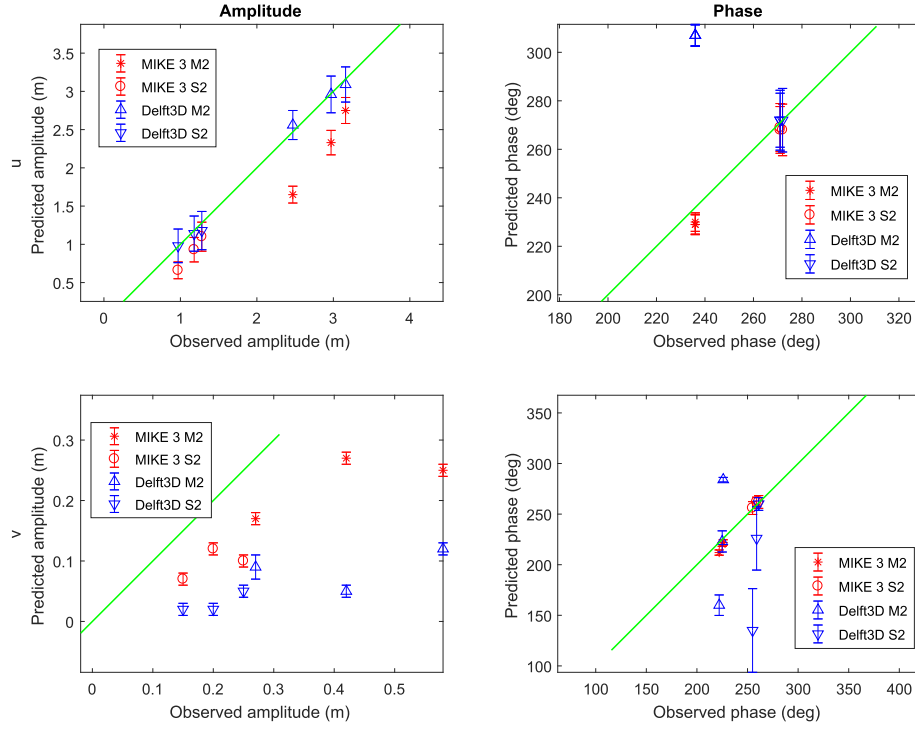 Amplitude
u
Predicted amplitude (m)
3.5
3
2.5
2
1.5
1
0.5
0
1
2
3
4
Observed amplitude (m)
MIKE 3 M2
MIKE 3 S2
Delft3D M2
Delft3D S2
Phase
Predicted phase (deg)
300
280
260
240
220
200
180
200
220
240
260
280
300
320
Observed phase (deg)
MIKE 3 M2
MIKE 3 S2
Delft3D M2
Delft3D S2
v
Predicted amplitude (m)
0.3
0.2
0.1
0
0
0.1
0.2
0.3
0.4
0.5
Observed amplitude (m)
MIKE 3 M2
MIKE 3 S2
Delft3D M2
Delft3D S2
Predicted phase (deg)
350
300
250
200
150
100
100
150
200
250
300
350
400
Observed phase (deg)
MIKE 3 M2
MIKE 3 S2
Delft3D M2
Delft3D S2